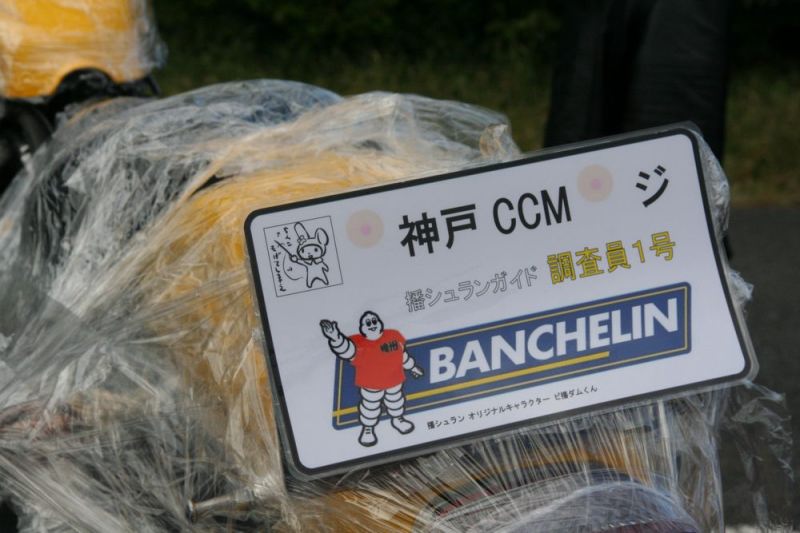 神戸 CCM ジ
播シュランガイド 調査員1号
播州
BANCHELIN
播シュラン オリジナルキャラクター ビ播ダムくん